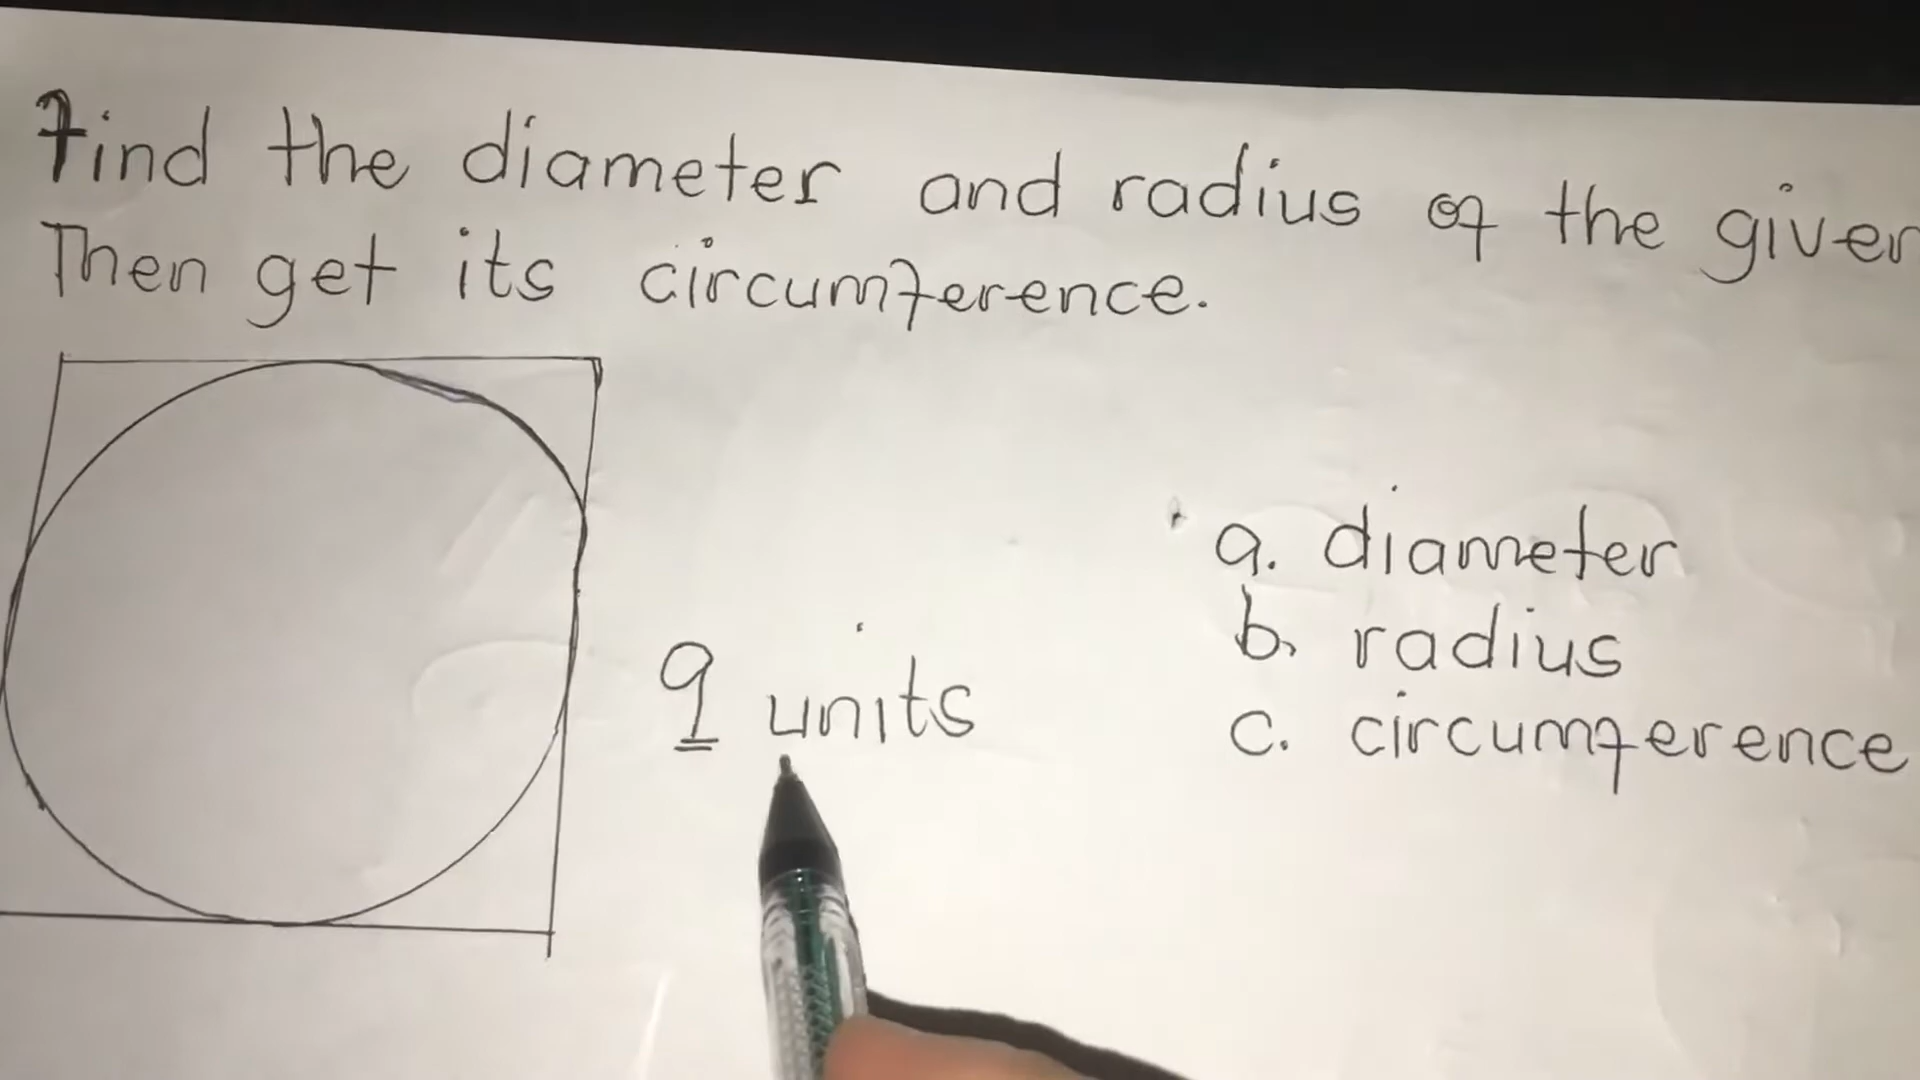 Find the diameter and radius of the given
Then get its circumference.
9 units
a. diameter
b. radius
c. circumference